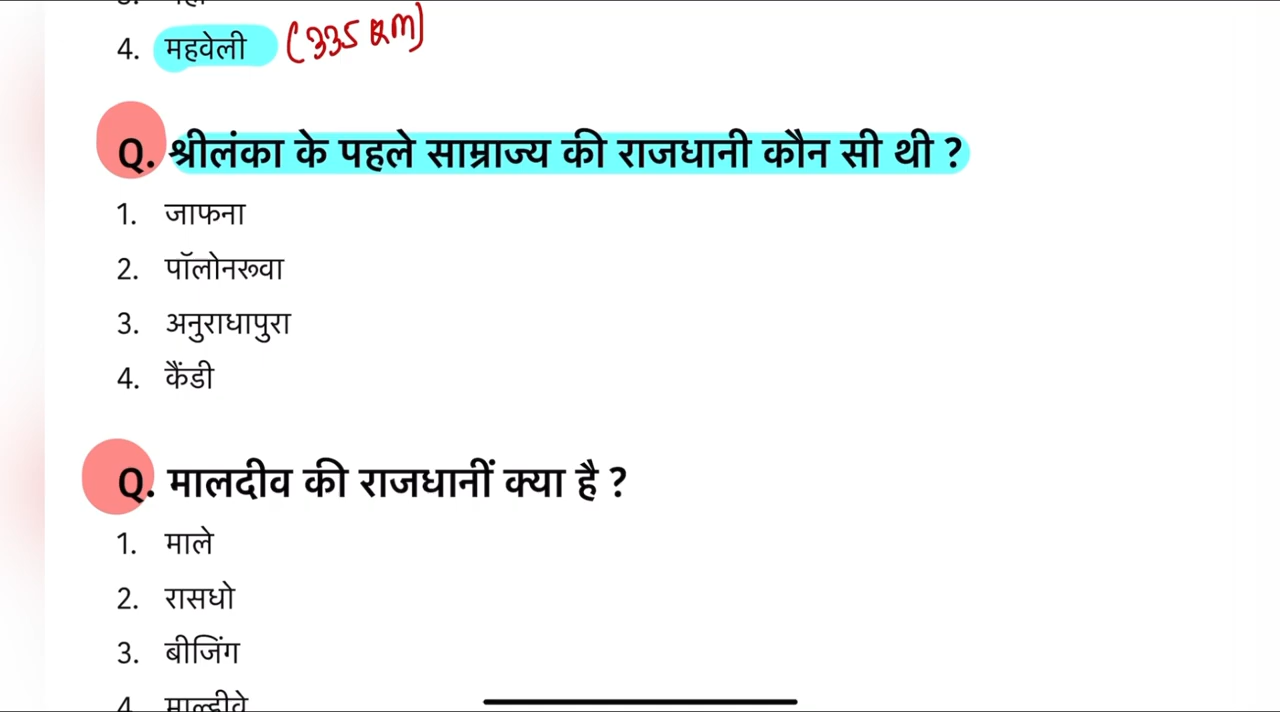 4. महवेली (335 km)
Q. श्रीलंका के पहले साम्राज्य की राजधानी कौन सी थी ?
1. जाफना
2. पॉलोनरूवा
3. अनुराधापुरा
4. कैंडी
Q. मालदीव की राजधानीं क्या है ?
1. माले
2. रासधो
3. बीजिंग
4. माल्दीवे